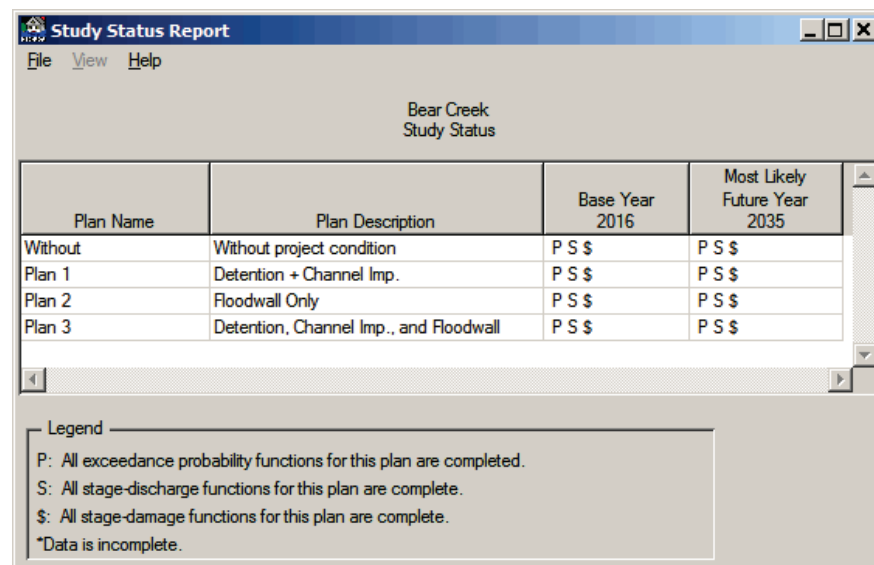 Study Status Report
File View Help
Bear Creek
Study Status
Plan Name Plan Description Base Year 2016 Most Likely Future Year 2035
Without Without project condition P S $ P S $
Plan 1 Detention + Channel Imp. P S $ P S $
Plan 2 Floodwall Only P S $ P S $
Plan 3 Detention, Channel Imp., and Floodwall P S $ P S $
Legend
P: All exceedance probability functions for this plan are completed.
S: All stage-discharge functions for this plan are complete.
$: All stage-damage functions for this plan are complete.
*Data is incomplete.